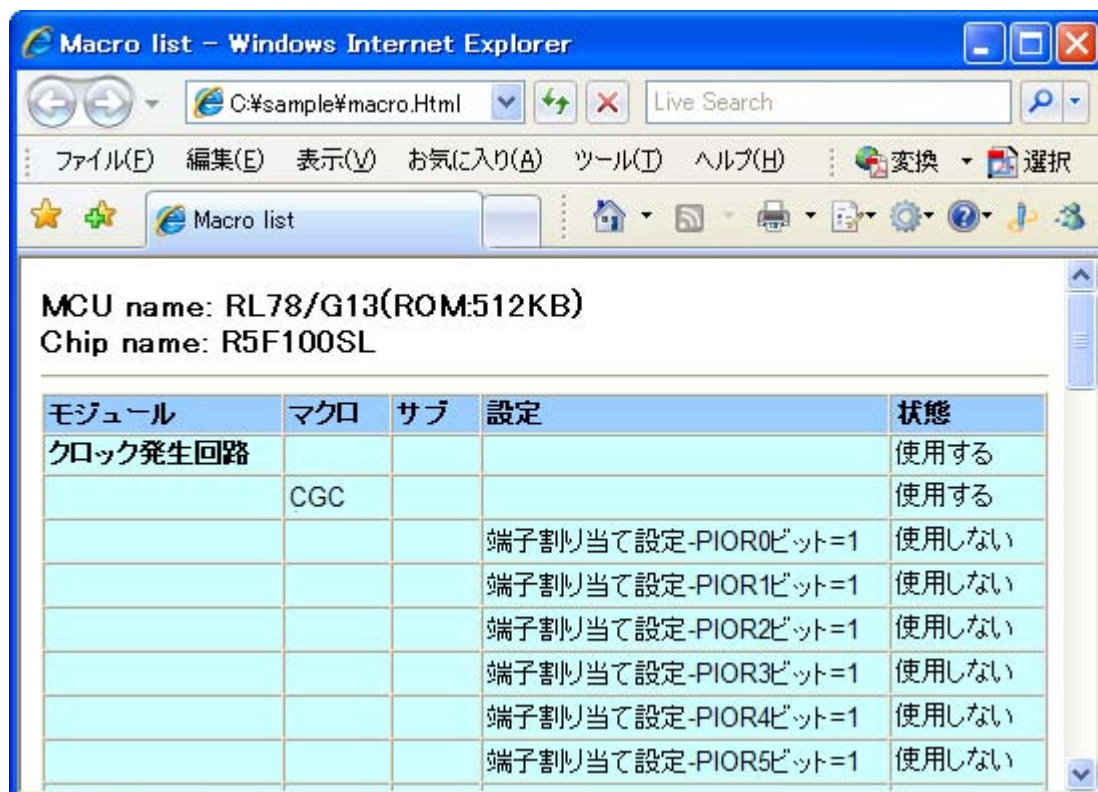 Macro list - Windows Internet Explorer
C:¥sample¥macro.Html Live Search
ファイル(F) 編集(E) 表示(V) お気に入り(A) ツール(T) ヘルプ(H) 変換 選択
Macro list
MCU name: RL78/G13(ROM:512KB)
Chip name: R5F100SL
モジュール マクロ サブ 設定 状態
クロック発生回路 使用する
CGC 使用する
端子割り当て設定-PIOR0ビット=1 使用しない
端子割り当て設定-PIOR1ビット=1 使用しない
端子割り当て設定-PIOR2ビット=1 使用しない
端子割り当て設定-PIOR3ビット=1 使用しない
端子割り当て設定-PIOR4ビット=1 使用しない
端子割り当て設定-PIOR5ビット=1 使用しない